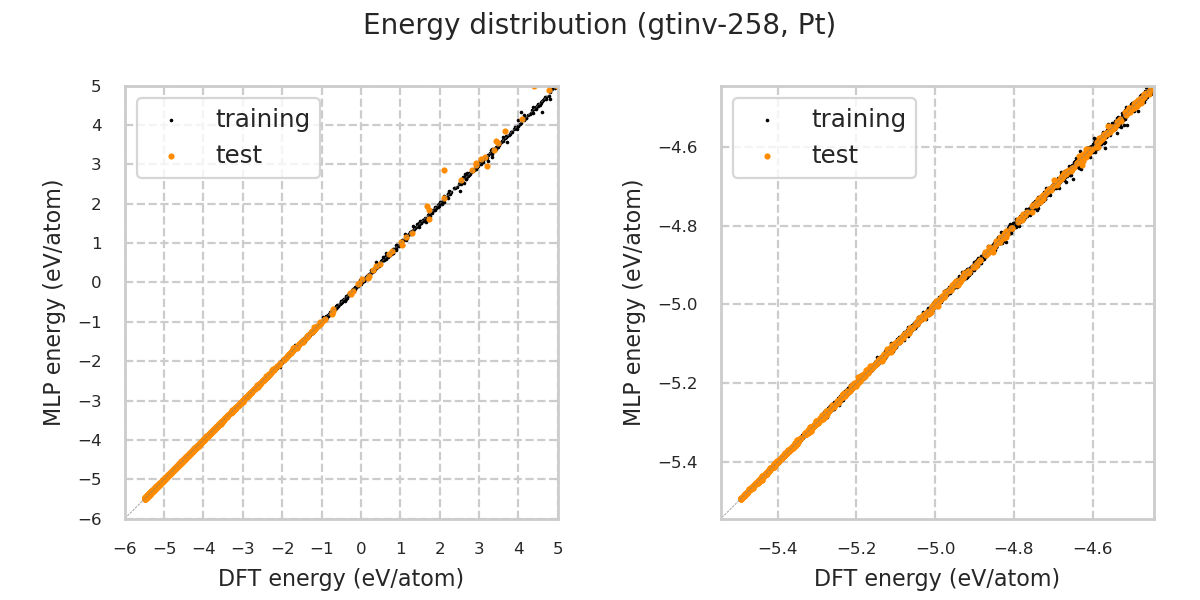 Energy distribution (gtinv-258, Pt)
MLP energy (eV/atom)
5
4
3
2
1
0
−1
−2
−3
−4
−5
−6
training
test
−6 −5 −4 −3 −2 −1 0 1 2 3 4 5
DFT energy (eV/atom)
MLP energy (eV/atom)
−4.6
−4.8
−5.0
−5.2
−5.4
training
test
−5.4 −5.2 −5.0 −4.8 −4.6
DFT energy (eV/atom)